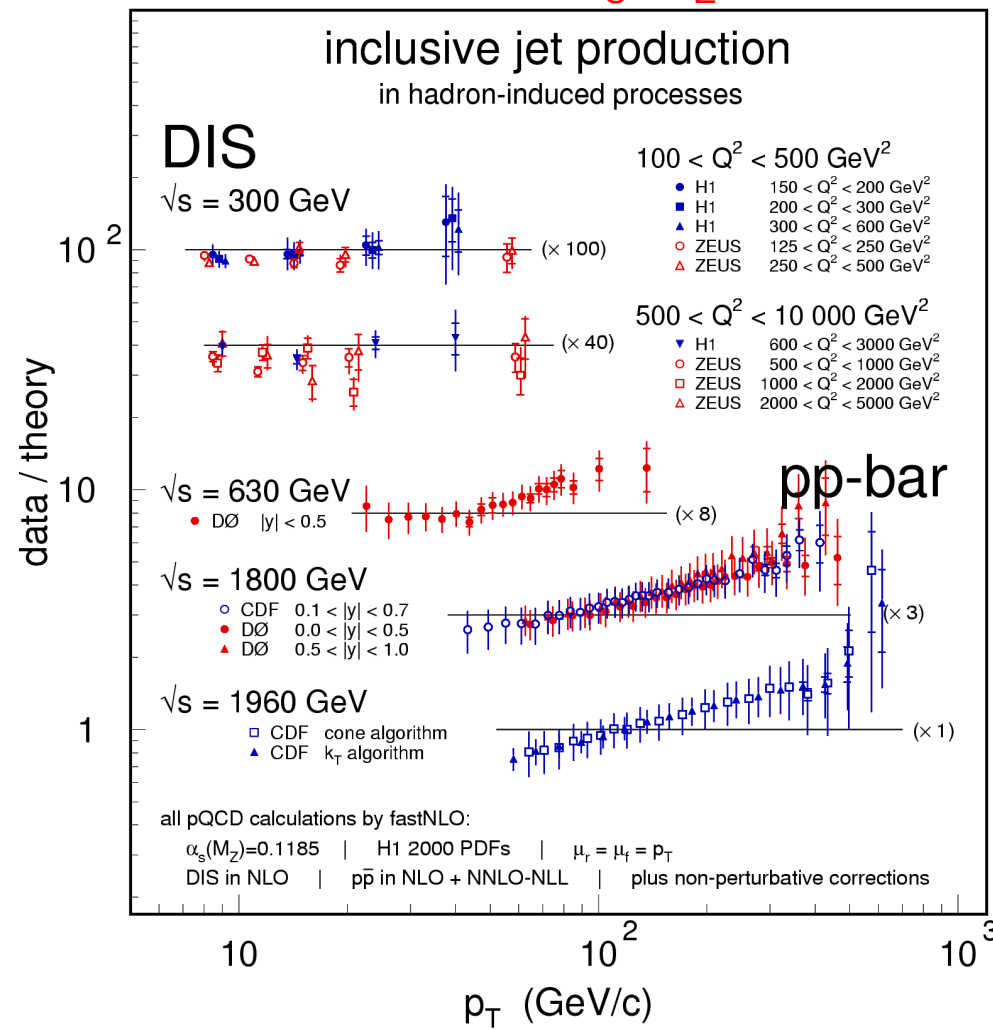 inclusive jet production
in hadron-induced processes
DIS
√s = 300 GeV
100 < Q² < 500 GeV²
H1 150 < Q² < 200 GeV²
H1 200 < Q² < 300 GeV²
H1 300 < Q² < 600 GeV²
ZEUS 125 < Q² < 250 GeV²
ZEUS 250 < Q² < 500 GeV²
(× 100)
500 < Q² < 10 000 GeV²
H1 600 < Q² < 3000 GeV²
ZEUS 500 < Q² < 1000 GeV²
ZEUS 1000 < Q² < 2000 GeV²
ZEUS 2000 < Q² < 5000 GeV²
(× 40)
pp-bar
√s = 630 GeV
DØ |y| < 0.5
(× 8)
√s = 1800 GeV
CDF 0.1 < |y| < 0.7
DØ 0.0 < |y| < 0.5
DØ 0.5 < |y| < 1.0
(× 3)
√s = 1960 GeV
CDF cone algorithm
CDF k_T algorithm
(× 1)
all pQCD calculations by fastNLO:
α_s(M_Z)=0.1185 | H1 2000 PDFs | μ_r = μ_f = p_T
DIS in NLO | pp̅ in NLO + NNLO-NLL | plus non-perturbative corrections
data / theory
10²
10
1
10
10²
10³
p_T (GeV/c)